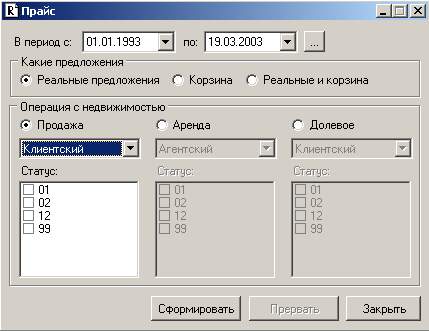 Прайс
В период с: 01.01.1993 по: 19.03.2003 ...
Какие предложения
Реальные предложения Корзина Реальные и корзина
Операция с недвижимостью
Продажа Аренда Долевое
Клиентский Агентский Клиентский
Статус: Статус: Статус:
01 01 01
02 02 02
12 12 12
99 99 99
Сформировать Прервать Закрыть